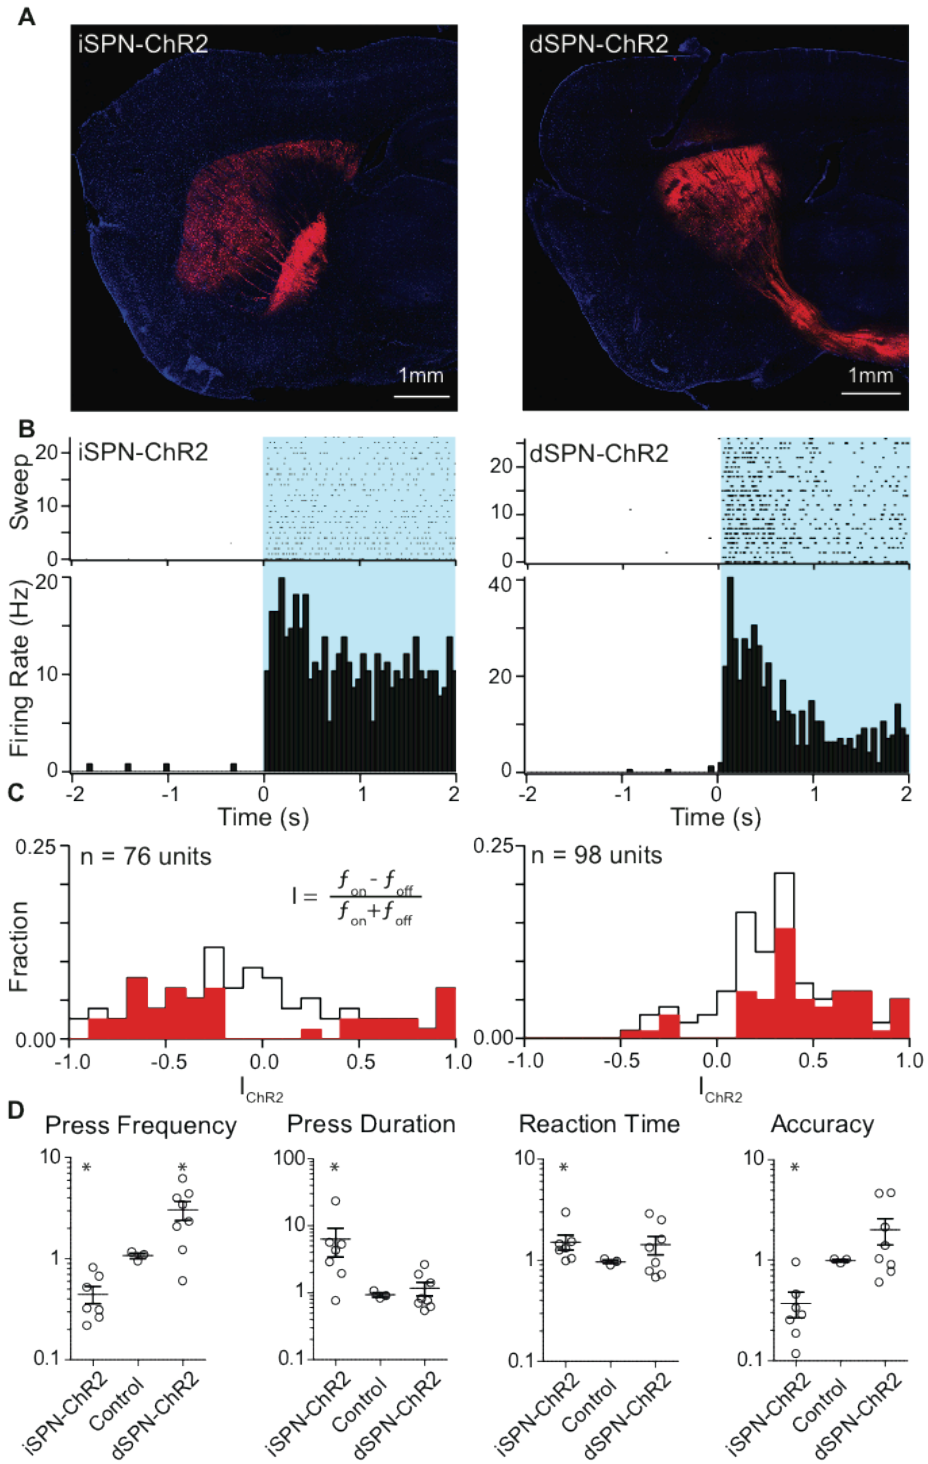 A
iSPN-ChR2
dSPN-ChR2
1mm
1mm
B
iSPN-ChR2
dSPN-ChR2
Sweep
20
10
0
20
10
0
Firing Rate (Hz)
20
10
0
40
20
0
-2 -1 0 1 2
-2 -1 0 1 2
Time (s)
Time (s)
C
0.25
n = 76 units
I = f on - f off / f on + f off
Fraction
0.00
-1.0 -0.5 0.0 0.5 1.0
I ChR2
0.25
n = 98 units
0.00
-1.0 -0.5 0.0 0.5 1.0
I ChR2
D
Press Frequency
10
1
0.1
* *
iSPN-ChR2
Control
dSPN-ChR2
Press Duration
100
10
1
0.1
*
iSPN-ChR2
Control
dSPN-ChR2
Reaction Time
10
1
0.1
*
iSPN-ChR2
Control
dSPN-ChR2
Accuracy
10
1
0.1
*
iSPN-ChR2
Control
dSPN-ChR2